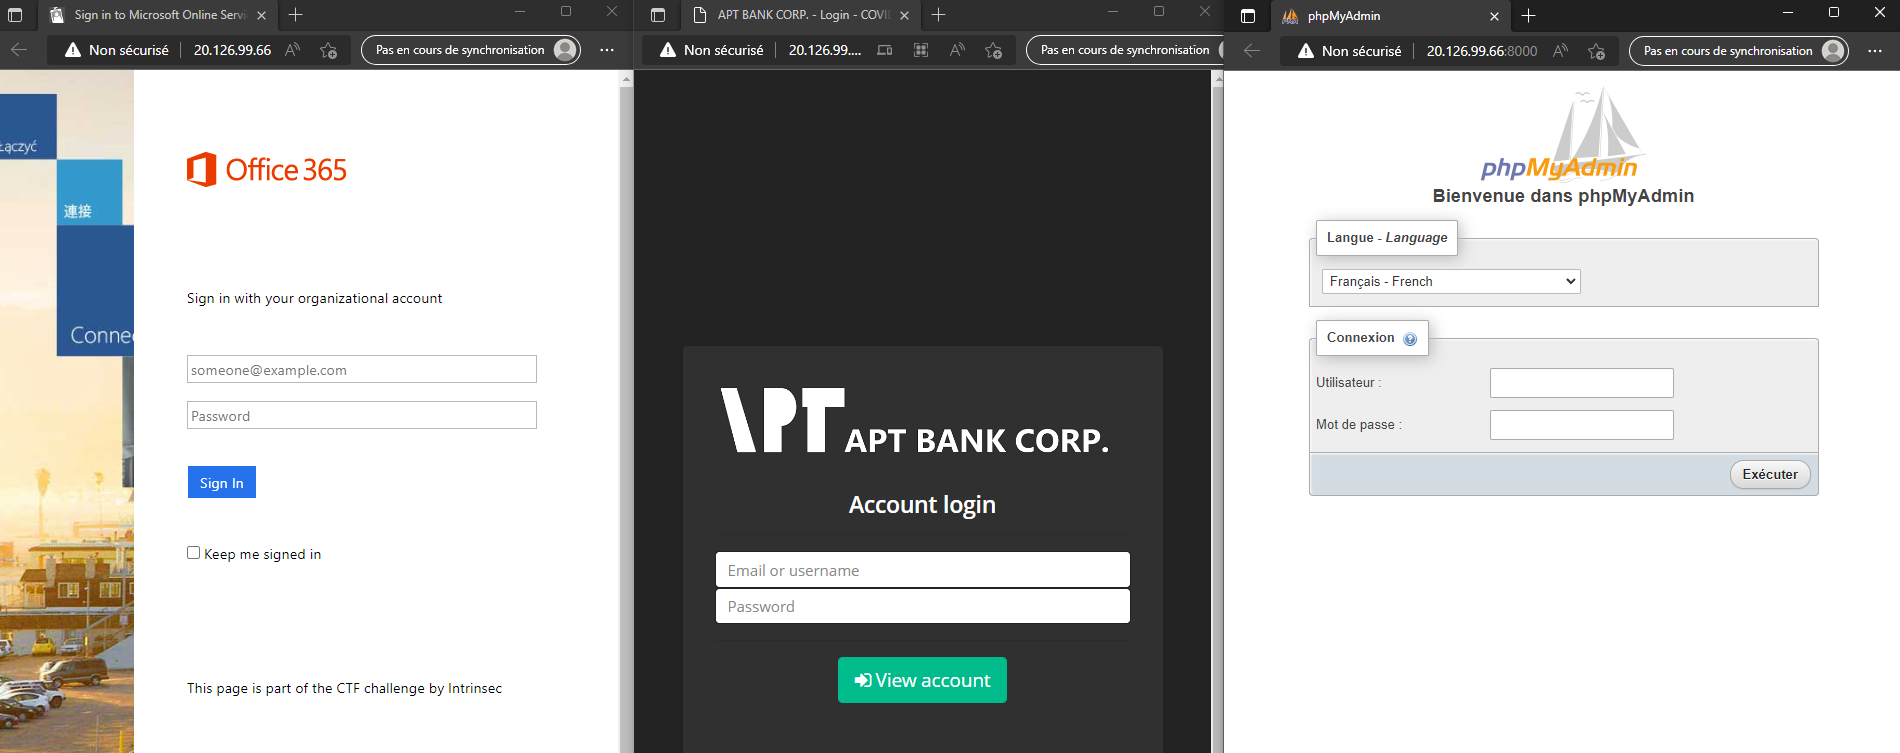 Sign in to Microsoft Online Servi
Non sécurisé
20.126.99.66
Pas en cours de synchronisation
Łączyć
連接
Connec
Office 365
Sign in with your organizational account
someone@example.com
Password
Sign In
Keep me signed in
This page is part of the CTF challenge by Intrinsec
APT BANK CORP. - Login - COVI
Non sécurisé
20.126.99....
Pas en cours de synchronisation
APT APT BANK CORP.
Account login
Email or username
Password
View account
phpMyAdmin
Non sécurisé
20.126.99.66:8000
Pas en cours de synchronisation
phpMyAdmin
Bienvenue dans phpMyAdmin
Langue - Language
Français - French
Connexion
Utilisateur :
Mot de passe :
Exécuter